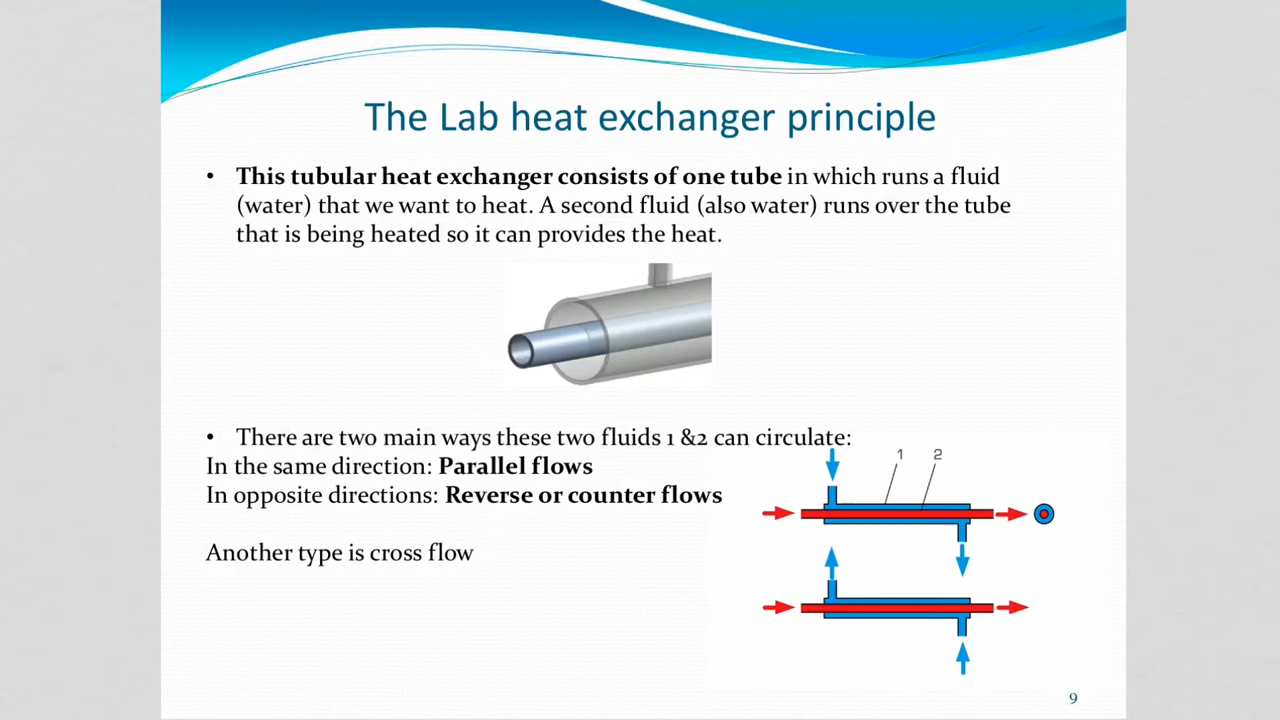 The Lab heat exchanger principle
• This tubular heat exchanger consists of one tube in which runs a fluid
(water) that we want to heat. A second fluid (also water) runs over the tube
that is being heated so it can provides the heat.
• There are two main ways these two fluids 1 &2 can circulate:
In the same direction: Parallel flows
In opposite directions: Reverse or counter flows
Another type is cross flow
1 2
9